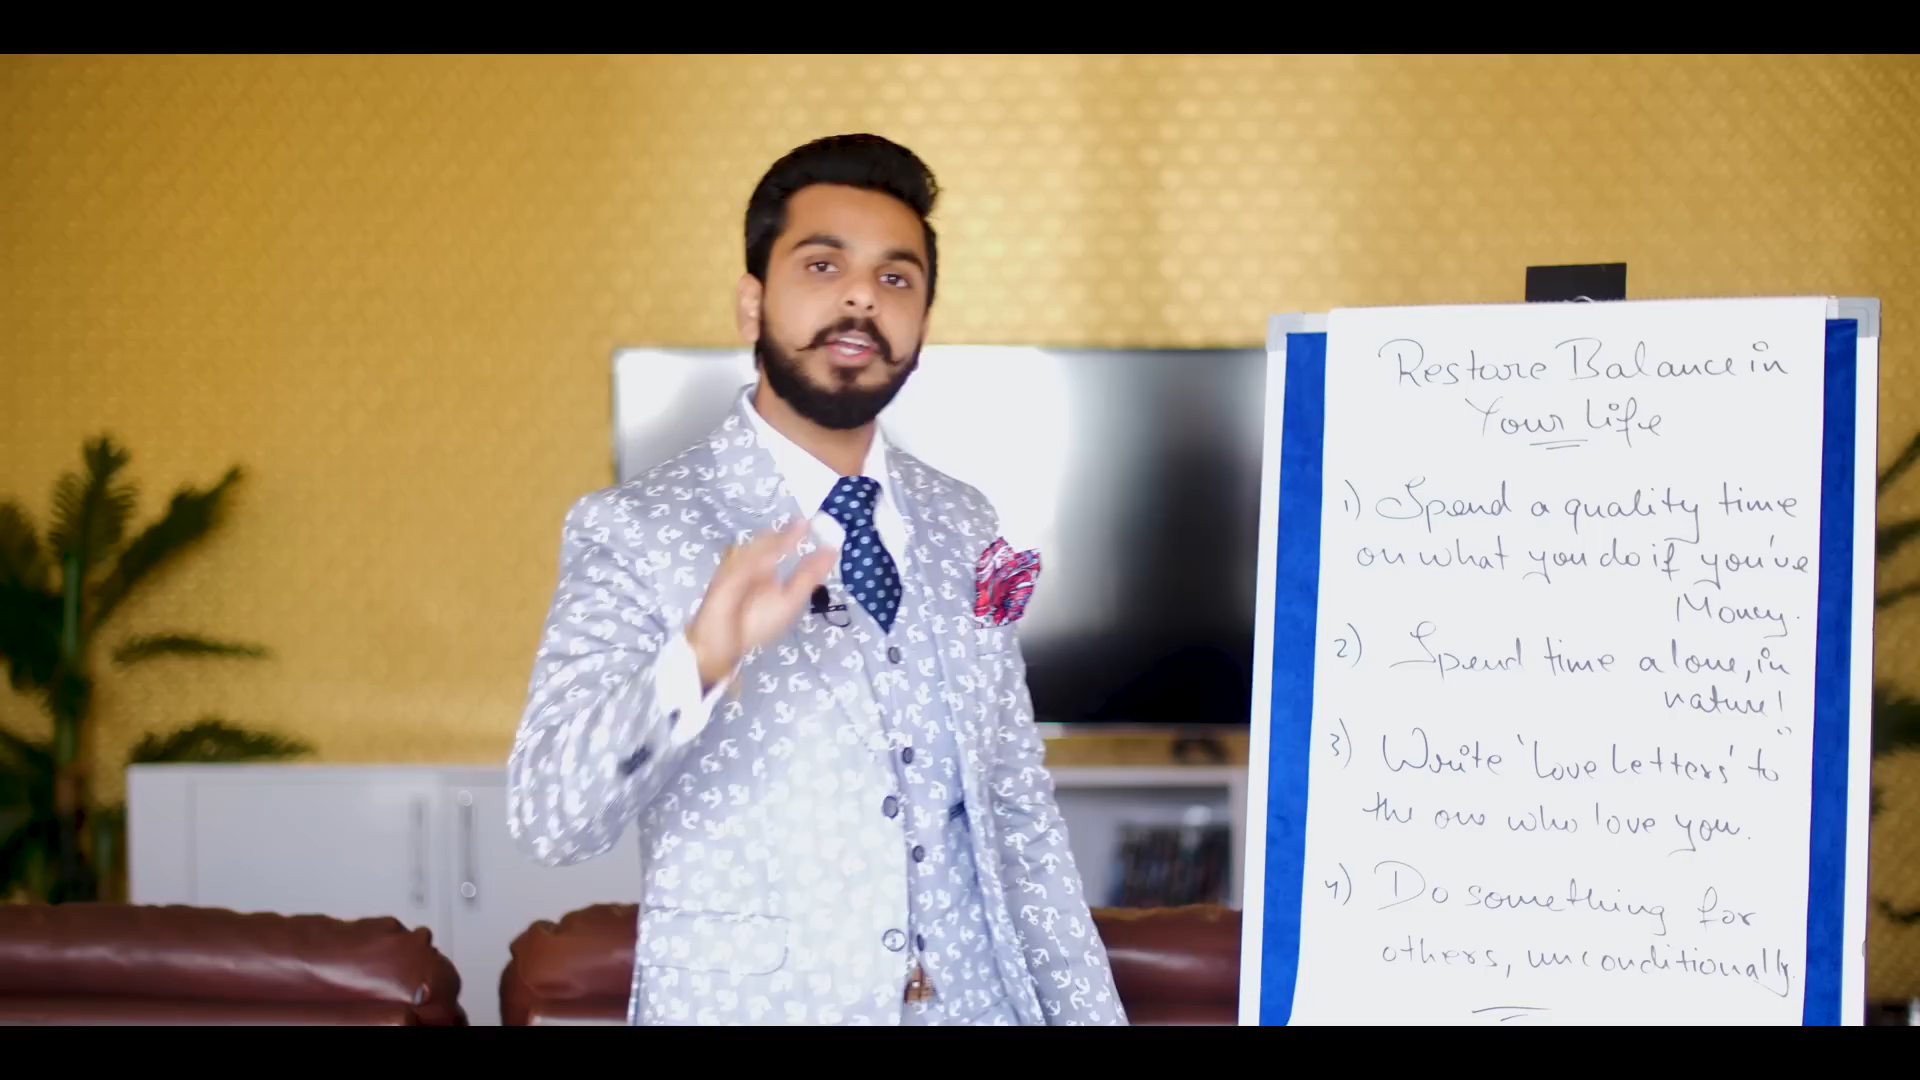 Restore Balance in
Your Life
1) Spend a quality time
on what you do if you've
Money.
2) Spend time alone, in
nature!
3) Write 'Love Letters' to
the one who love you.
4) Do something for
others, unconditionally.